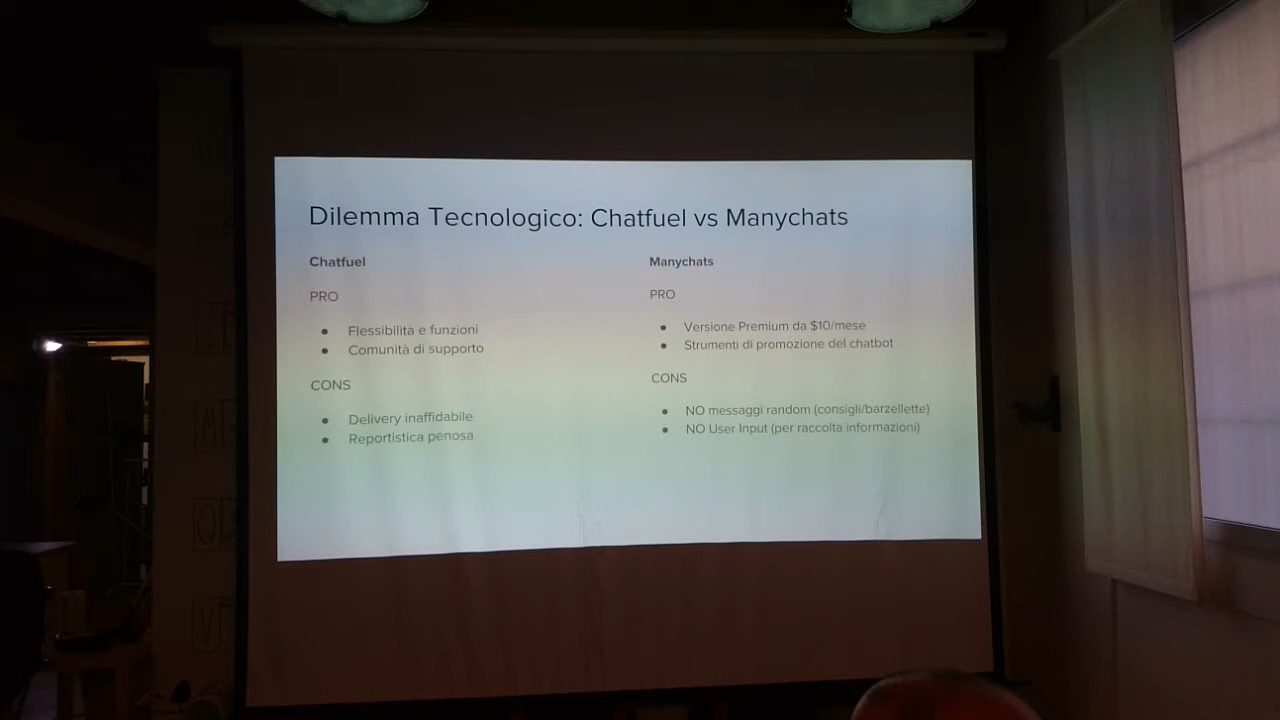 Dilemma Tecnologico: Chatfuel vs Manychats
Chatfuel
PRO
Flessibilità e funzioni
Comunità di supporto
CONS
Delivery inaffidabile
Reportistica penosa
Manychats
PRO
Versione Premium da $10/mese
Strumenti di promozione del chatbot
CONS
NO messaggi random (consigli/barzellette)
NO User Input (per raccolta informazioni)